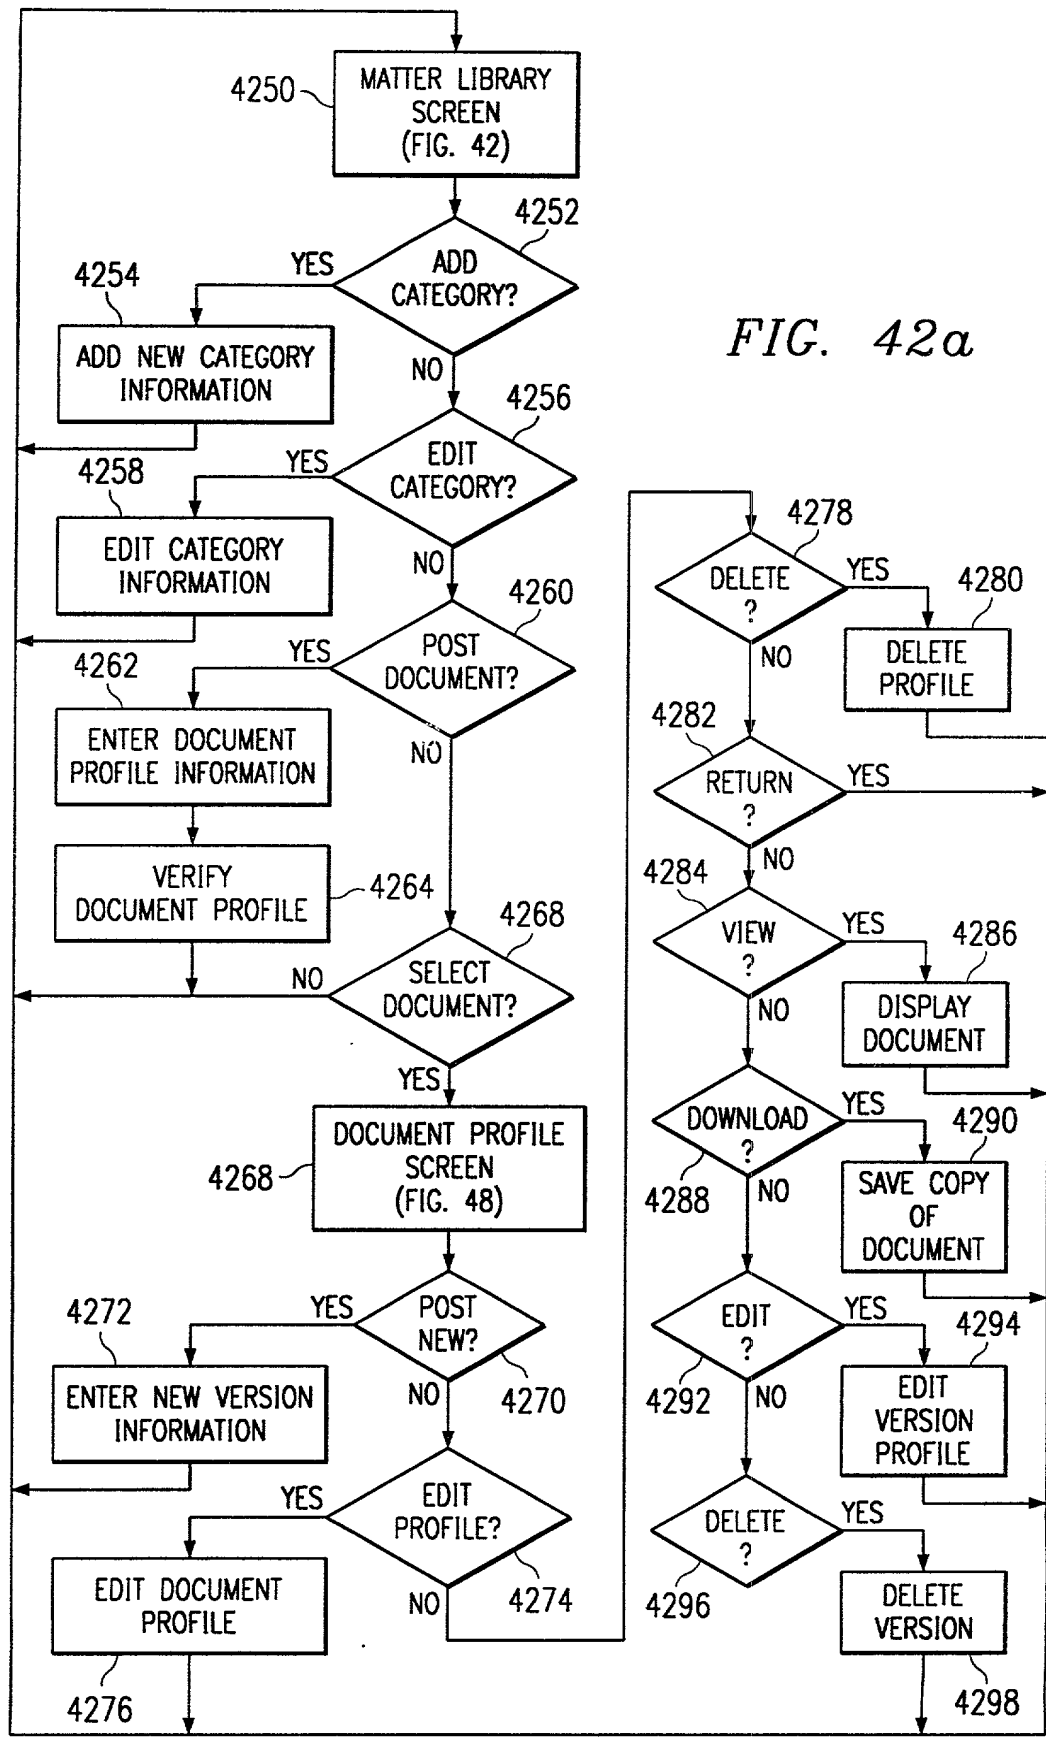 4250
MATTER LIBRARY
SCREEN
(FIG. 42)
4252
ADD
CATEGORY?
YES
4254
ADD NEW CATEGORY
INFORMATION
NO
FIG. 42a
4256
EDIT
CATEGORY?
YES
4258
EDIT CATEGORY
INFORMATION
NO
4260
POST
DOCUMENT?
YES
4262
ENTER DOCUMENT
PROFILE INFORMATION
NO
VERIFY
DOCUMENT PROFILE
4264
4268
SELECT
DOCUMENT?
NO
YES
DOCUMENT PROFILE
SCREEN
(FIG. 48)
4268
POST
NEW?
4270
YES
4272
ENTER NEW VERSION
INFORMATION
NO
EDIT
PROFILE?
4274
YES
EDIT DOCUMENT
PROFILE
4276
NO
4278
DELETE
?
YES
4280
DELETE
PROFILE
NO
4282
RETURN
?
YES
NO
4284
VIEW
?
YES
4286
DISPLAY
DOCUMENT
NO
DOWNLOAD
?
4288
YES
4290
SAVE COPY
OF
DOCUMENT
NO
EDIT
?
4292
YES
4294
EDIT
VERSION
PROFILE
NO
DELETE
?
4296
YES
DELETE
VERSION
4298